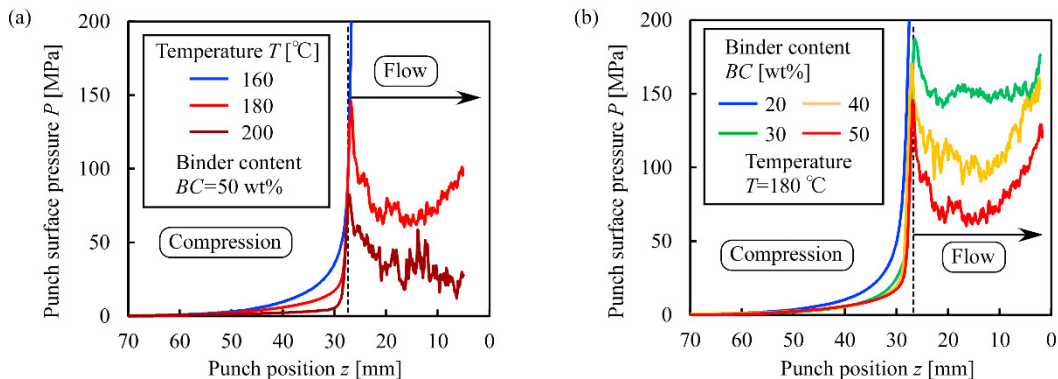 (a)
Punch surface pressure P [MPa]
200
150
100
50
0
Temperature T [℃]
160
180
200
Binder content
BC=50 wt%
Flow
Compression
70 60 50 40 30 20 10 0
Punch position z [mm]
(b)
Punch surface pressure P [MPa]
200
150
100
50
0
Binder content
BC [wt%]
20 40
30 50
Temperature
T=180 ℃
Compression
Flow
70 60 50 40 30 20 10 0
Punch position z [mm]